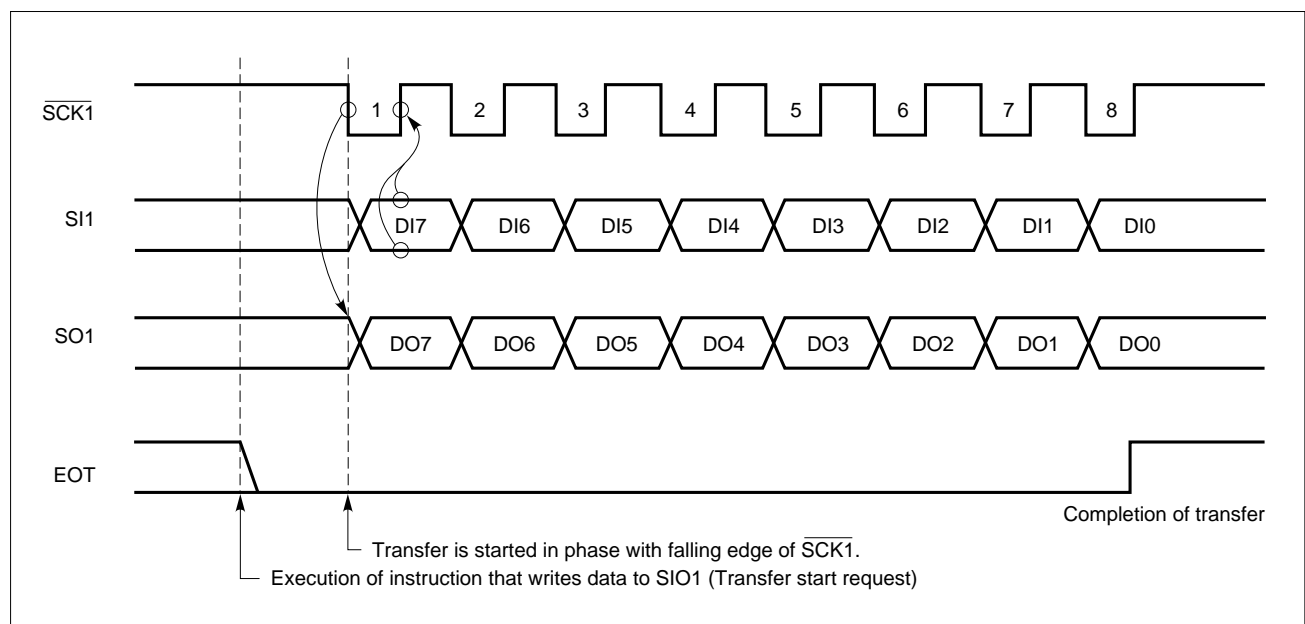 SCK1
1 2 3 4 5 6 7 8
SI1
DI7 DI6 DI5 DI4 DI3 DI2 DI1 DI0
SO1
DO7 DO6 DO5 DO4 DO3 DO2 DO1 DO0
EOT
Completion of transfer
Transfer is started in phase with falling edge of SCK1.
Execution of instruction that writes data to SIO1 (Transfer start request)